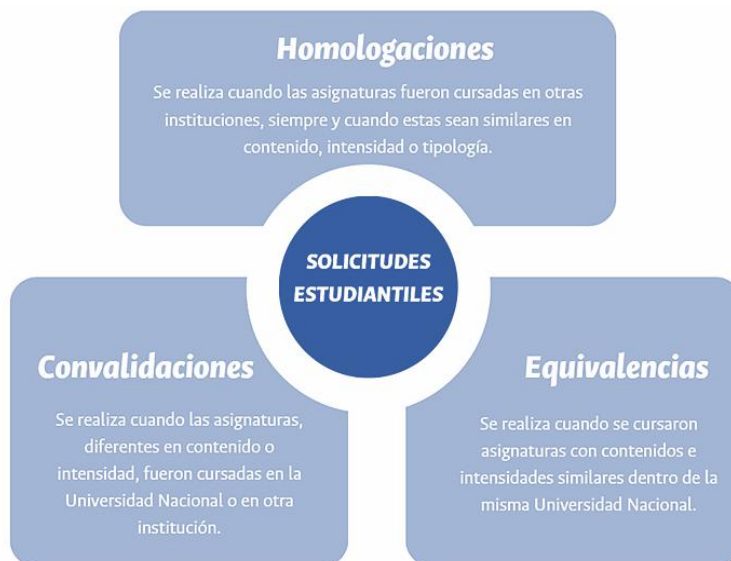 Homologaciones
Se realiza cuando las asignaturas fueron cursadas en otras
instituciones, siempre y cuando estas sean similares en
contenido, intensidad o tipología.
SOLICITUDES
ESTUDIANTILES
Convalidaciones
Se realiza cuando las asignaturas,
diferentes en contenido o
intensidad, fueron cursadas en la
Universidad Nacional o en otra
institución.
Equivalencias
Se realiza cuando se cursaron
asignaturas con contenidos e
intensidades similares dentro de la
misma Universidad Nacional.